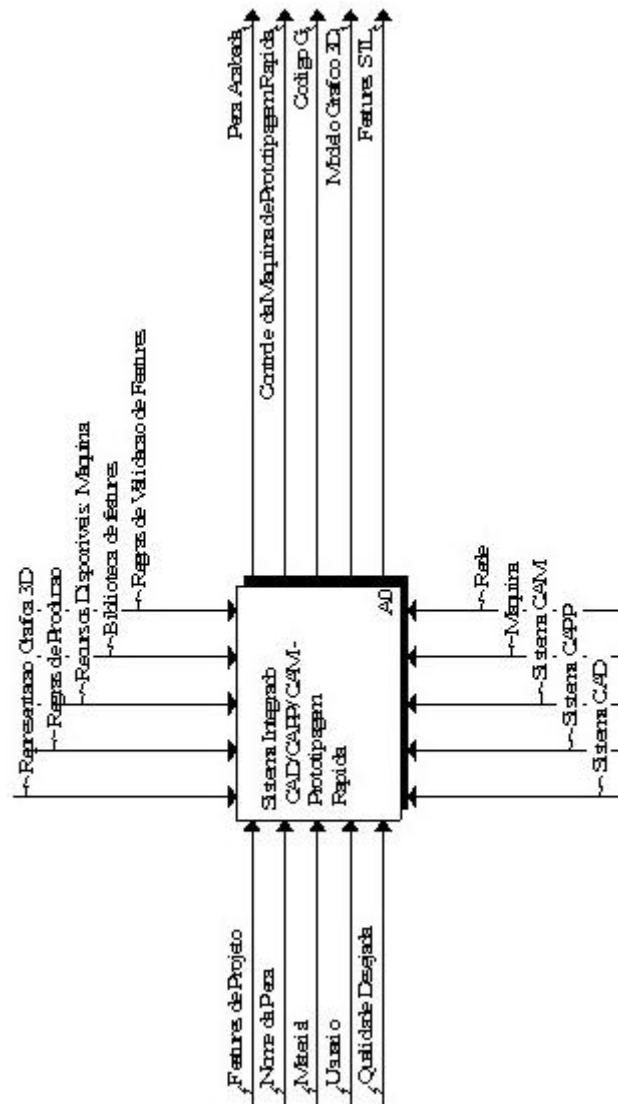 Representacao Grafica 3D
Regras de Producao
Recursos Disponiveis: Maquina
Biblioteca de features
Regras de Validacao de Features
Features de Projeto
Nome da Peca
Material
Usuario
Qualidade Desejada
Sistema Integrado
CAD/CAPP/CAM -
Prototipagem
Rapida
A0
Peca Acabada
Controle da Maquina de Prototipagem Rapida
Codigo G
Modelo Grafico 3D
Features STL
Rede
Maquina
Sistema CAM
Sistema CAPP
Sistema CAD